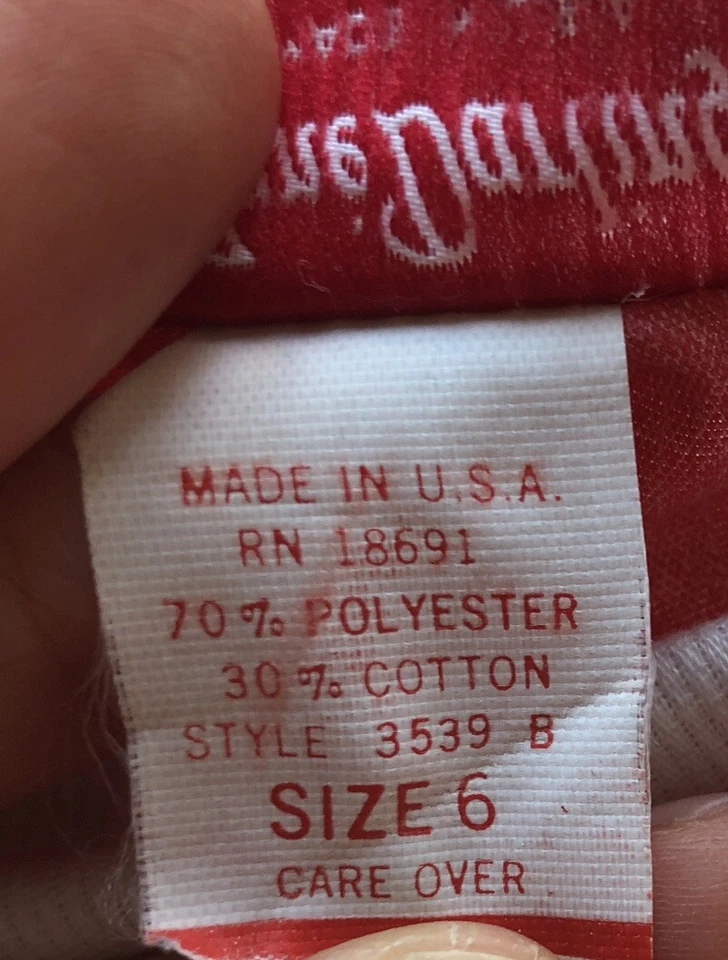 MADE IN U.S.A.
RN 18691
70% POLYESTER
30% COTTON
STYLE 3539 B
SIZE 6
CARE OVER